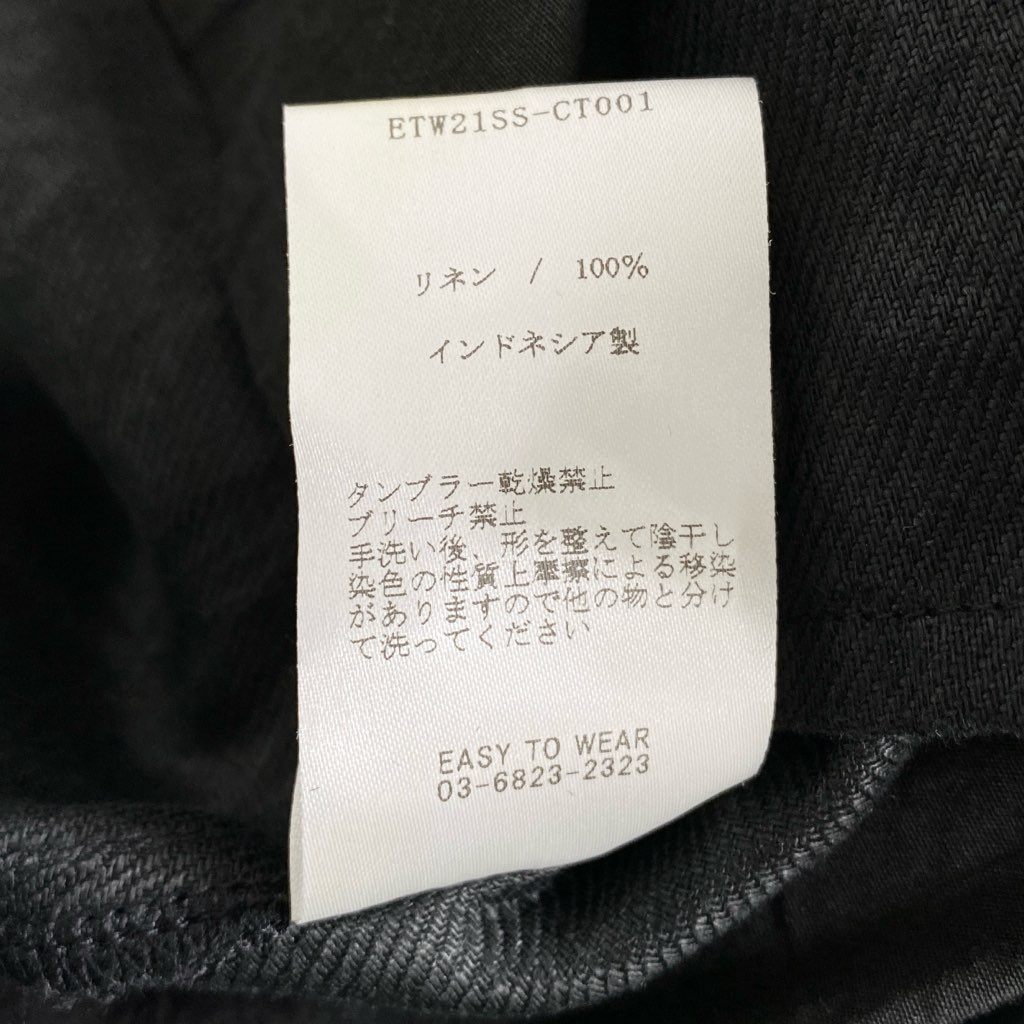 ETW21SS-CT001
リネン / 100%
インドネシア製
タンブラー乾燥禁止
ブリーチ禁止
手洗い後、形を整えて陰干し
染色の性質上摩擦による移染
がありますので他の物と分け
て洗ってください
EASY TO WEAR
03-6823-2323